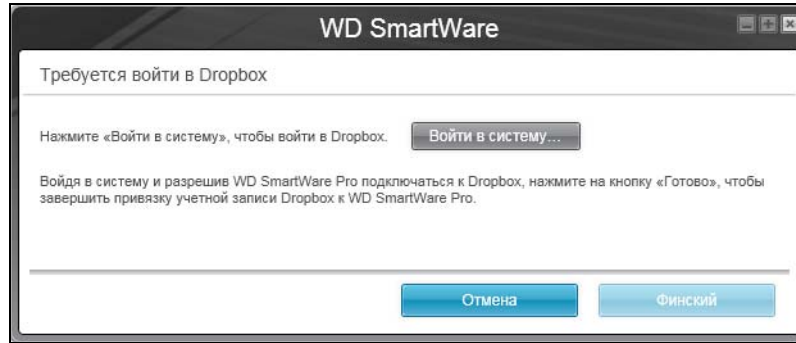 WD SmartWare
Требуется войти в Dropbox
Нажмите «Войти в систему», чтобы войти в Dropbox. Войти в систему...
Войдя в систему и разрешив WD SmartWare Pro подключаться к Dropbox, нажмите на кнопку «Готово», чтобы
завершить привязку учетной записи Dropbox к WD SmartWare Pro.
Отмена Финский